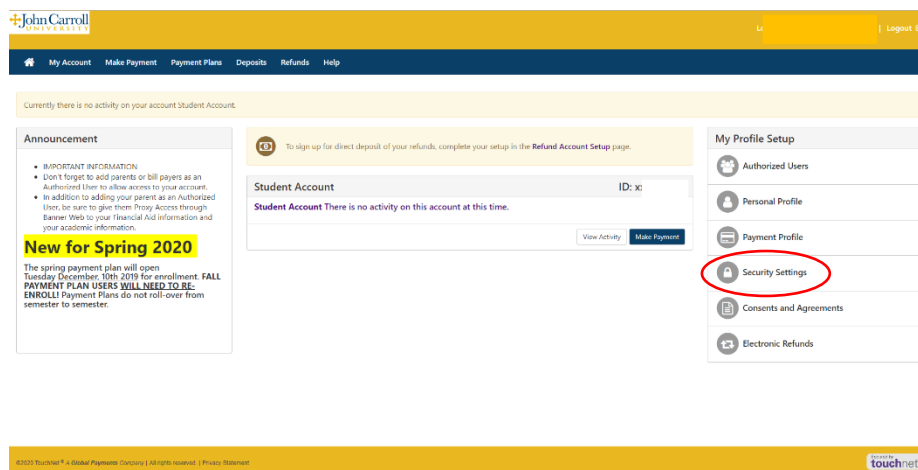 John Carroll
UNIVERSITY
| Logout
My Account Make Payment Payment Plans Deposits Refunds Help
Currently there is no activity on your account Student Account.
Announcement
IMPORTANT INFORMATION
Don't forget to add parents or bill payers as an
Authorized User to allow access to your account.
In addition to adding your parent as an Authorized
User, be sure to give them Proxy Access through
Banner Web to your Financial Aid information and
your academic information.
New for Spring 2020
The spring payment plan will open
Tuesday December, 10th 2019 for enrollment. FALL
PAYMENT PLAN USERS WILL NEED TO RE-
ENROLL! Payment Plans do not roll-over from
semester to semester.
To sign up for direct deposit of your refunds, complete your setup in the Refund Account Setup page.
Student Account ID:
Student Account There is no activity on this account at this time.
View Activity Make Payment
My Profile Setup
Authorized Users
Personal Profile
Payment Profile
Security Settings
Consents and Agreements
Electronic Refunds
©2020 TouchNet® A Global Payments Company | All rights reserved. | Privacy Statement
touchnet